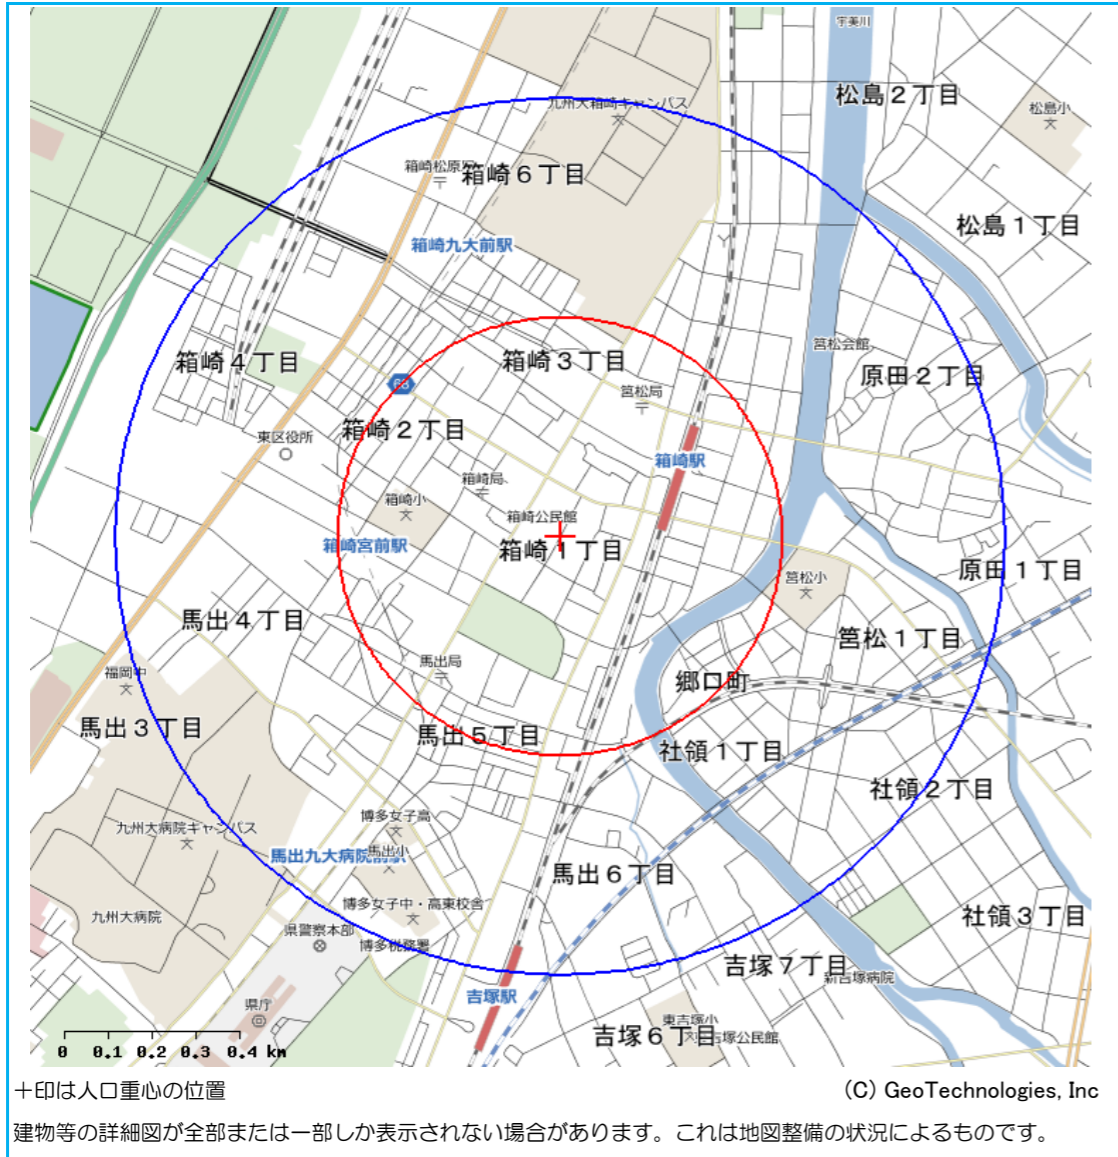 宇美川
松島２丁目
九州大箱崎キャンパス
松島小
箱崎松原局
箱崎６丁目
松島１丁目
箱崎九大前駅
筥松会館
箱崎３丁目
箱崎４丁目
原田２丁目
68
筥松局
箱崎２丁目
東区役所
箱崎駅
箱崎局
箱崎小
箱崎公民館
箱崎宮前駅
箱崎１丁目
原田１丁目
筥松小
馬出４丁目
筥松１丁目
馬出局
福岡中
郷口町
馬出３丁目
馬出５丁目
社領１丁目
社領２丁目
博多女子高
九州大病院キャンパス
馬出九大病院前駅
馬出小
馬出６丁目
博多女子中・高東校舎
九州大病院
社領３丁目
県警察本部
博多税務署
吉塚７丁目
新吉塚病院
吉塚駅
県庁
東吉塚小
吉塚６丁目
吉塚公民館
0 0.1 0.2 0.3 0.4 km
＋印は人口重心の位置
(C) GeoTechnologies, Inc
建物等の詳細図が全部または一部しか表示されない場合があります。これは地図整備の状況によるものです。